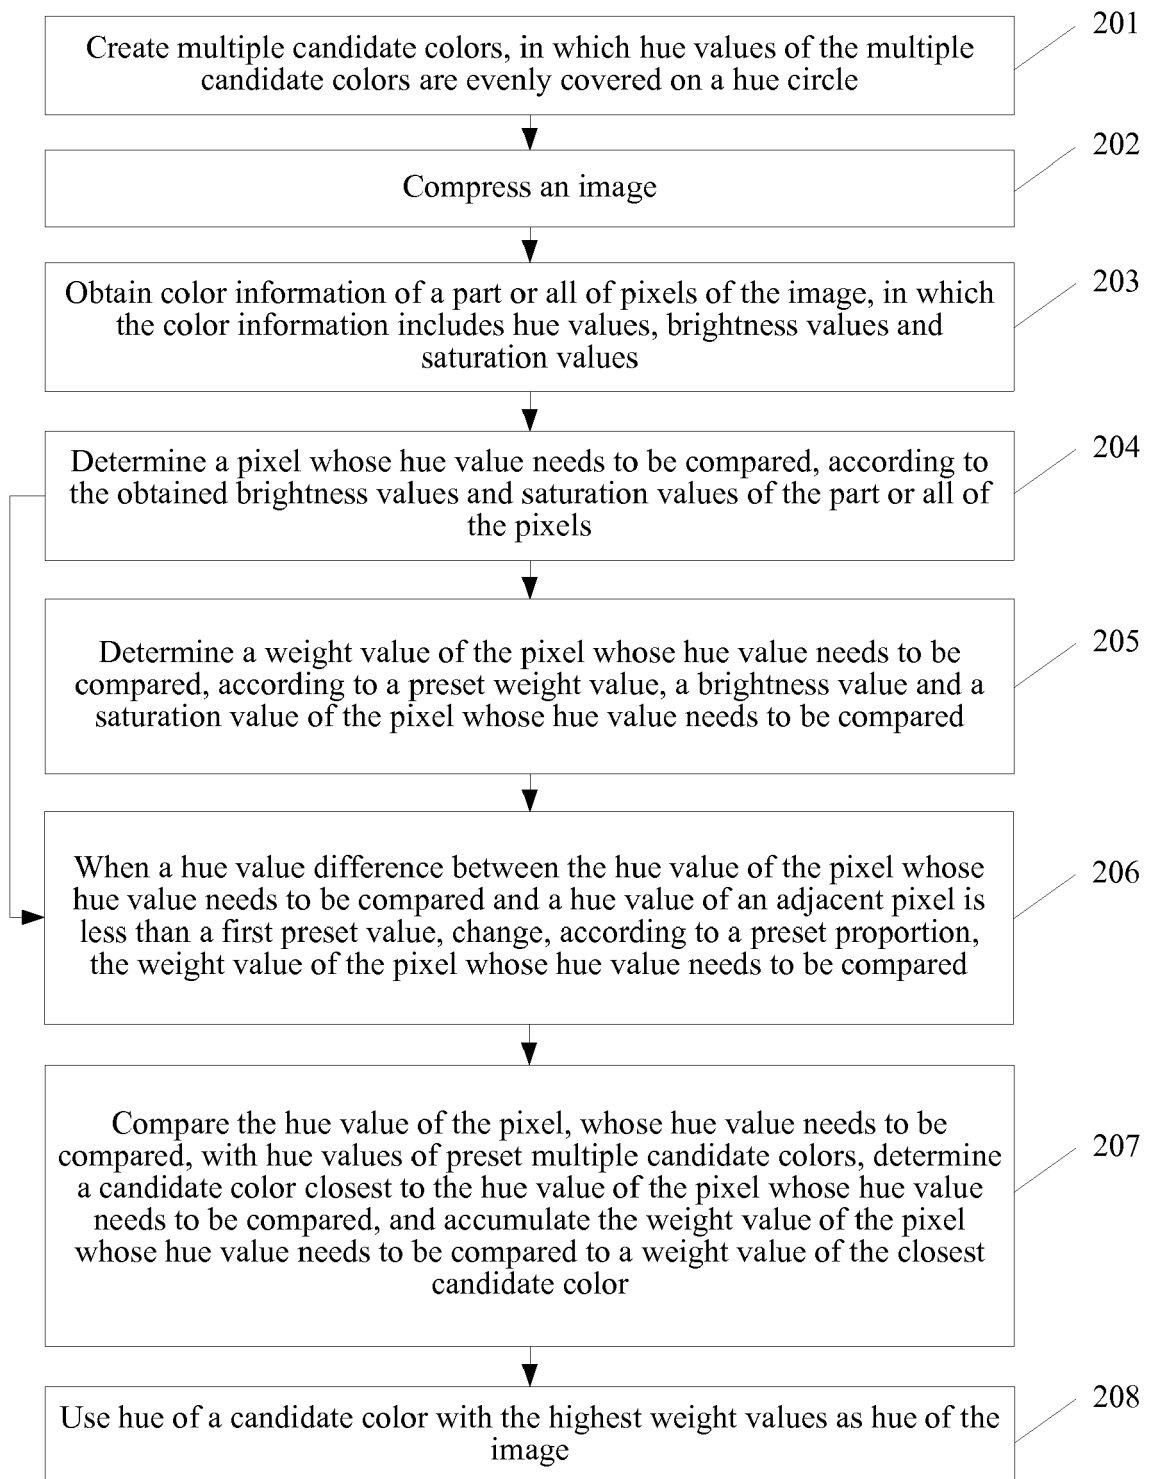 201
Create multiple candidate colors, in which hue values of the multiple
candidate colors are evenly covered on a hue circle
202
Compress an image
203
Obtain color information of a part or all of pixels of the image, in which
the color information includes hue values, brightness values and
saturation values
204
Determine a pixel whose hue value needs to be compared, according to
the obtained brightness values and saturation values of the part or all of
the pixels
205
Determine a weight value of the pixel whose hue value needs to be
compared, according to a preset weight value, a brightness value and a
saturation value of the pixel whose hue value needs to be compared
206
When a hue value difference between the hue value of the pixel whose
hue value needs to be compared and a hue value of an adjacent pixel is
less than a first preset value, change, according to a preset proportion,
the weight value of the pixel whose hue value needs to be compared
207
Compare the hue value of the pixel, whose hue value needs to be
compared, with hue values of preset multiple candidate colors, determine
a candidate color closest to the hue value of the pixel whose hue value
needs to be compared, and accumulate the weight value of the pixel
whose hue value needs to be compared to a weight value of the closest
candidate color
208
Use hue of a candidate color with the highest weight values as hue of the
image